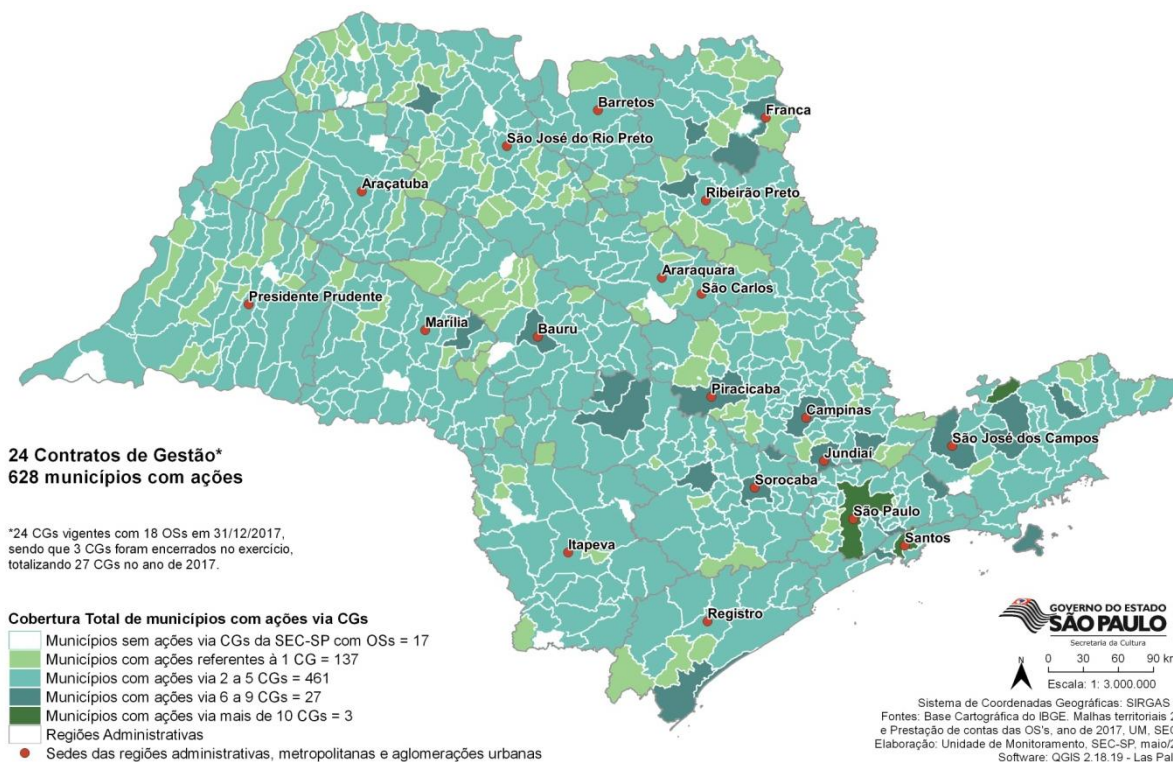 Barretos
Franca
São José do Rio Preto
Araçatuba
Ribeirão Preto
Araraquara
São Carlos
Presidente Prudente
Marília
Bauru
Piracicaba
Campinas
São José dos Campos
Jundiaí
Sorocaba
São Paulo
Santos
Itapeva
Registro
24 Contratos de Gestão*
628 municípios com ações
*24 CGs vigentes com 18 OSs em 31/12/2017,
sendo que 3 CGs foram encerrados no exercício,
totalizando 27 CGs no ano de 2017.
Cobertura Total de municípios com ações via CGs
Municípios sem ações via CGs da SEC-SP com OSs = 17
Municípios com ações referentes à 1 CG = 137
Municípios com ações via 2 a 5 CGs = 461
Municípios com ações via 6 a 9 CGs = 27
Municípios com ações via mais de 10 CGs = 3
Regiões Administrativas
Sedes das regiões administrativas, metropolitanas e aglomerações urbanas
GOVERNO DO ESTADO
SÃO PAULO
Secretaria da Cultura
N
0 30 60 90 km
Escala: 1: 3.000.000
Sistema de Coordenadas Geográficas: SIRGAS
Fontes: Base Cartográfica do IBGE. Malhas territoriais
e Prestação de contas das OS's, ano de 2017, UM,
Elaboração: Unidade de Monitoramento, SEC-SP,
Software: QGIS 2.18.19 - Las